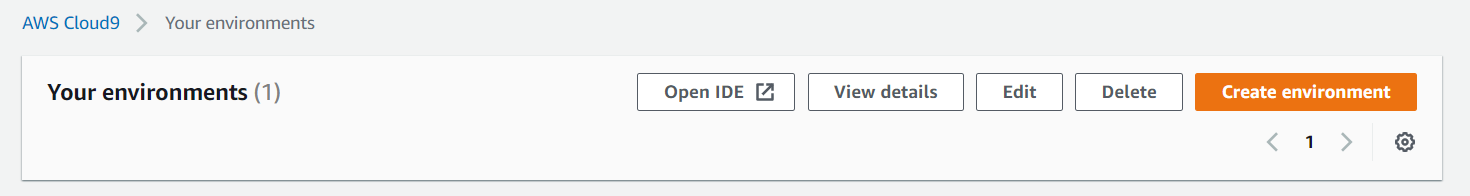 AWS Cloud9 > Your environments
Your environments (1) Open IDE View details Edit Delete Create environment
< 1 >